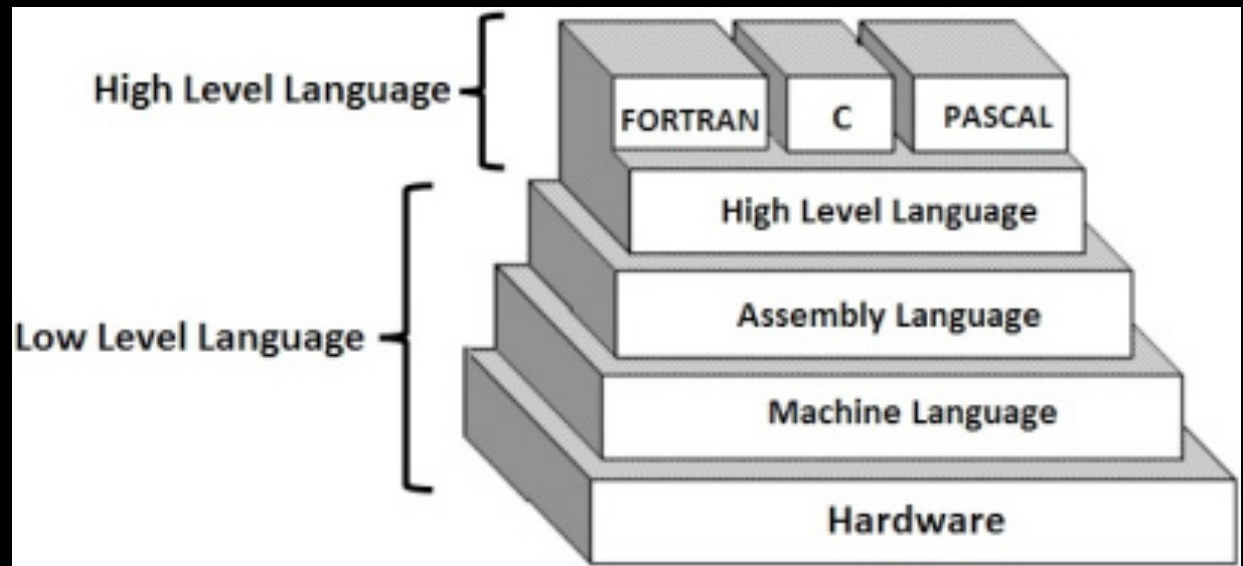 High Level Language
FORTRAN
C
PASCAL
High Level Language
Assembly Language
Low Level Language
Machine Language
Hardware